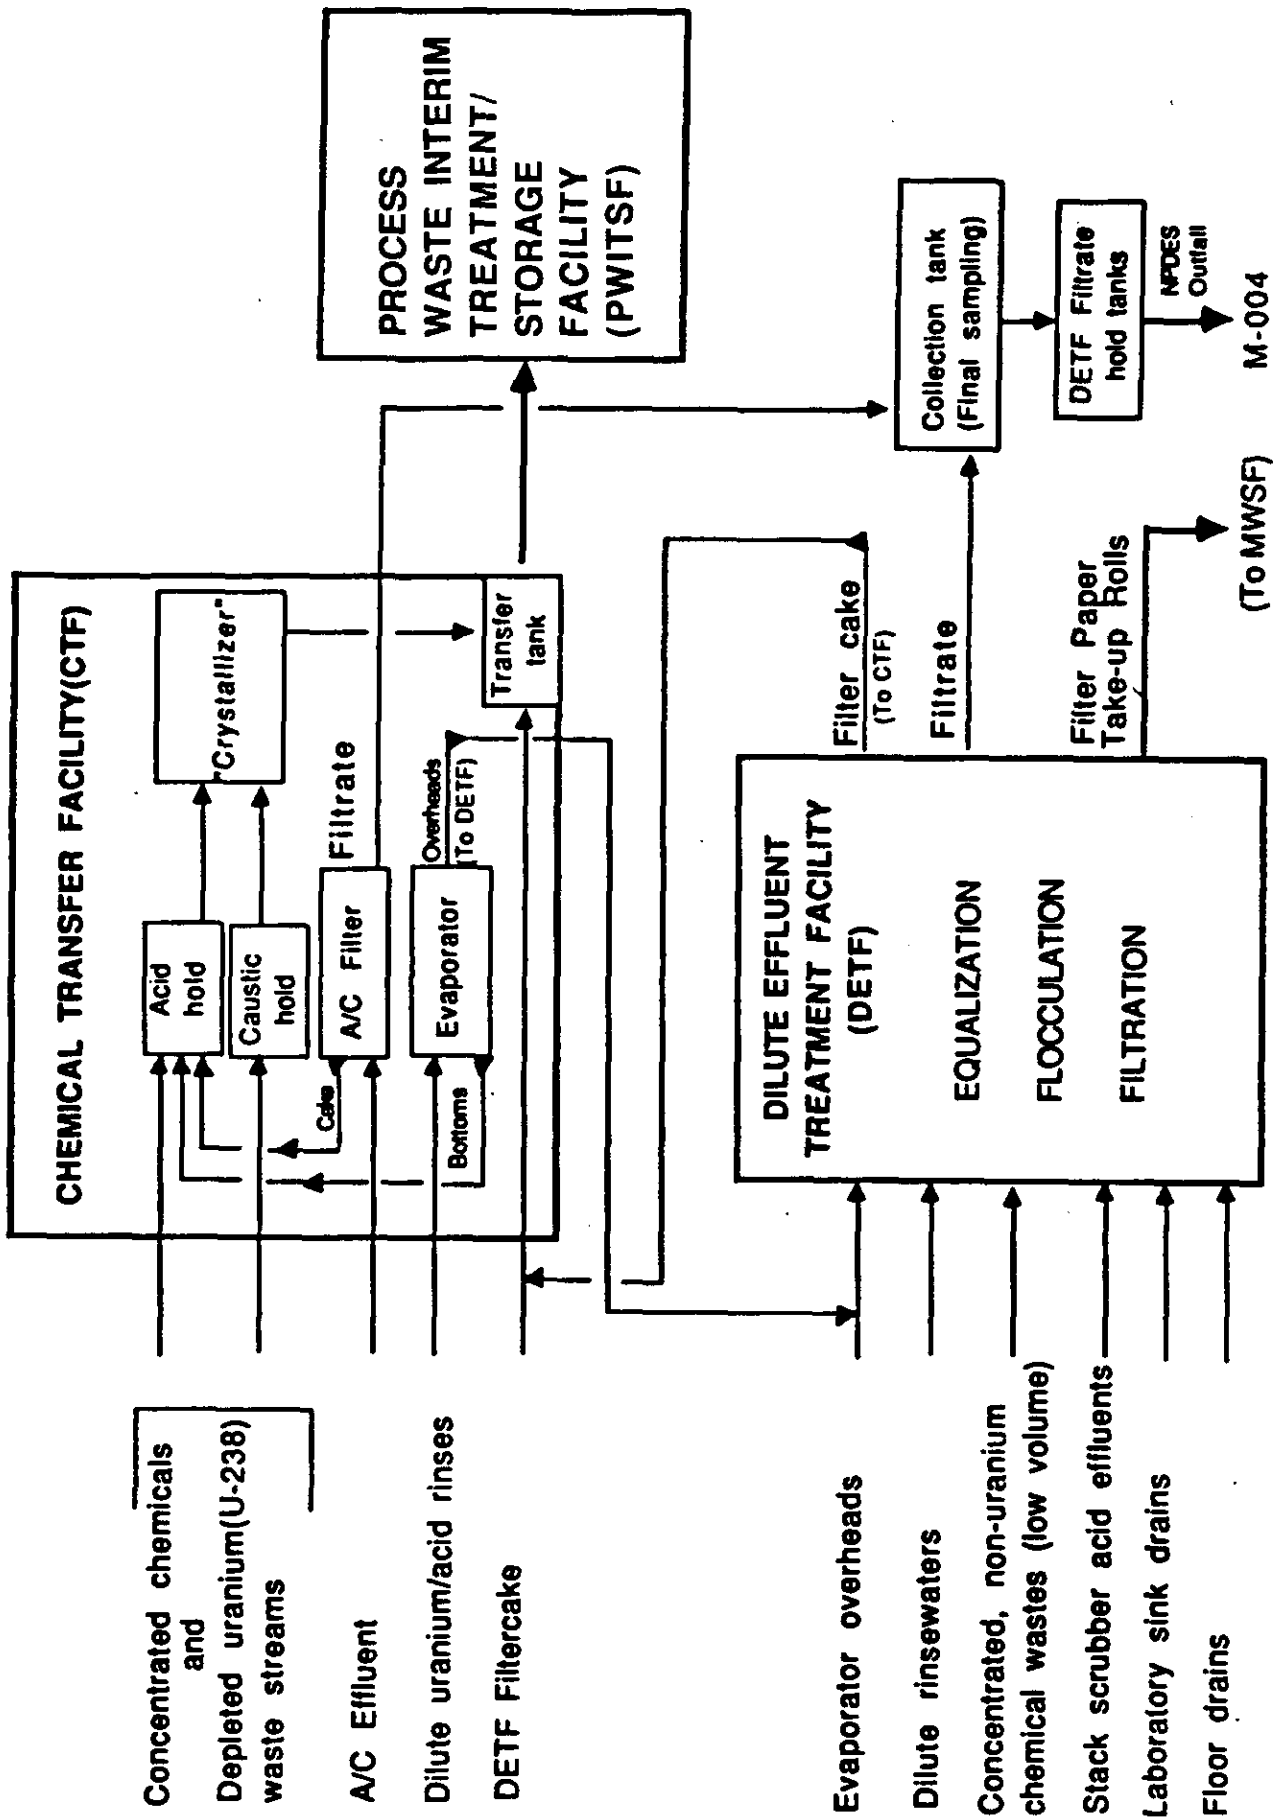 CHEMICAL TRANSFER FACILITY(CTF)
Concentrated chemicals
and
Depleted uranium(U-238)
waste streams
A/C Effluent
Dilute uranium/acid rinses
DETF Filtercake
Acid
hold
Caustic
hold
"Crystallizer"
A/C Filter
Cake
Filtrate
Evaporator
Bottoms
Overheads
(To DETF)
Transfer
tank
PROCESS
WASTE INTERIM
TREATMENT/
STORAGE
FACILITY
(PWITSF)
Evaporator overheads
Dilute rinsewaters
Concentrated, non-uranium
chemical wastes (low volume)
Stack scrubber acid effluents
Laboratory sink drains
Floor drains
DILUTE EFFLUENT
TREATMENT FACILITY
(DETF)
EQUALIZATION
FLOCCULATION
FILTRATION
Filter cake
(To CTF)
Filtrate
Filter Paper
Take-up Rolls
(To MWSF)
Collection tank
(Final sampling)
DETF Filtrate
hold tanks
NPDES
Outfall
M-004